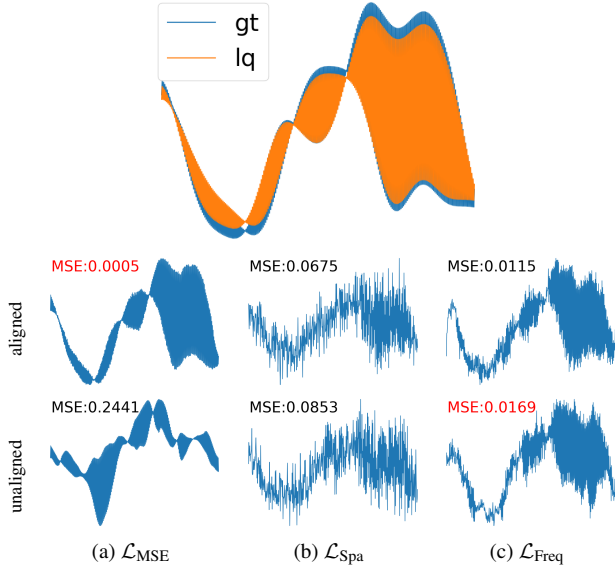 gt
lq
aligned
MSE:0.0005
MSE:0.0675
MSE:0.0115
unaligned
MSE:0.2441
MSE:0.0853
MSE:0.0169
(a) ℒMSE
(b) ℒSpa
(c) ℒFreq